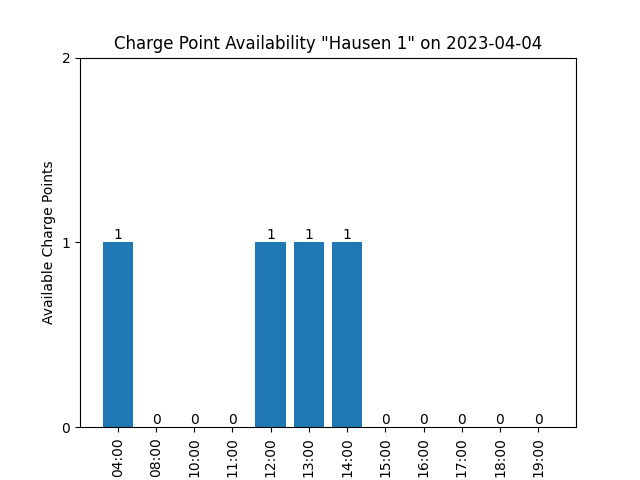 Charge Point Availability "Hausen 1" on 2023-04-04
2
1
0
Available Charge Points
1 0 0 0 1 1 1 0 0 0 0 0
04:00 08:00 10:00 11:00 12:00 13:00 14:00 15:00 16:00 17:00 18:00 19:00